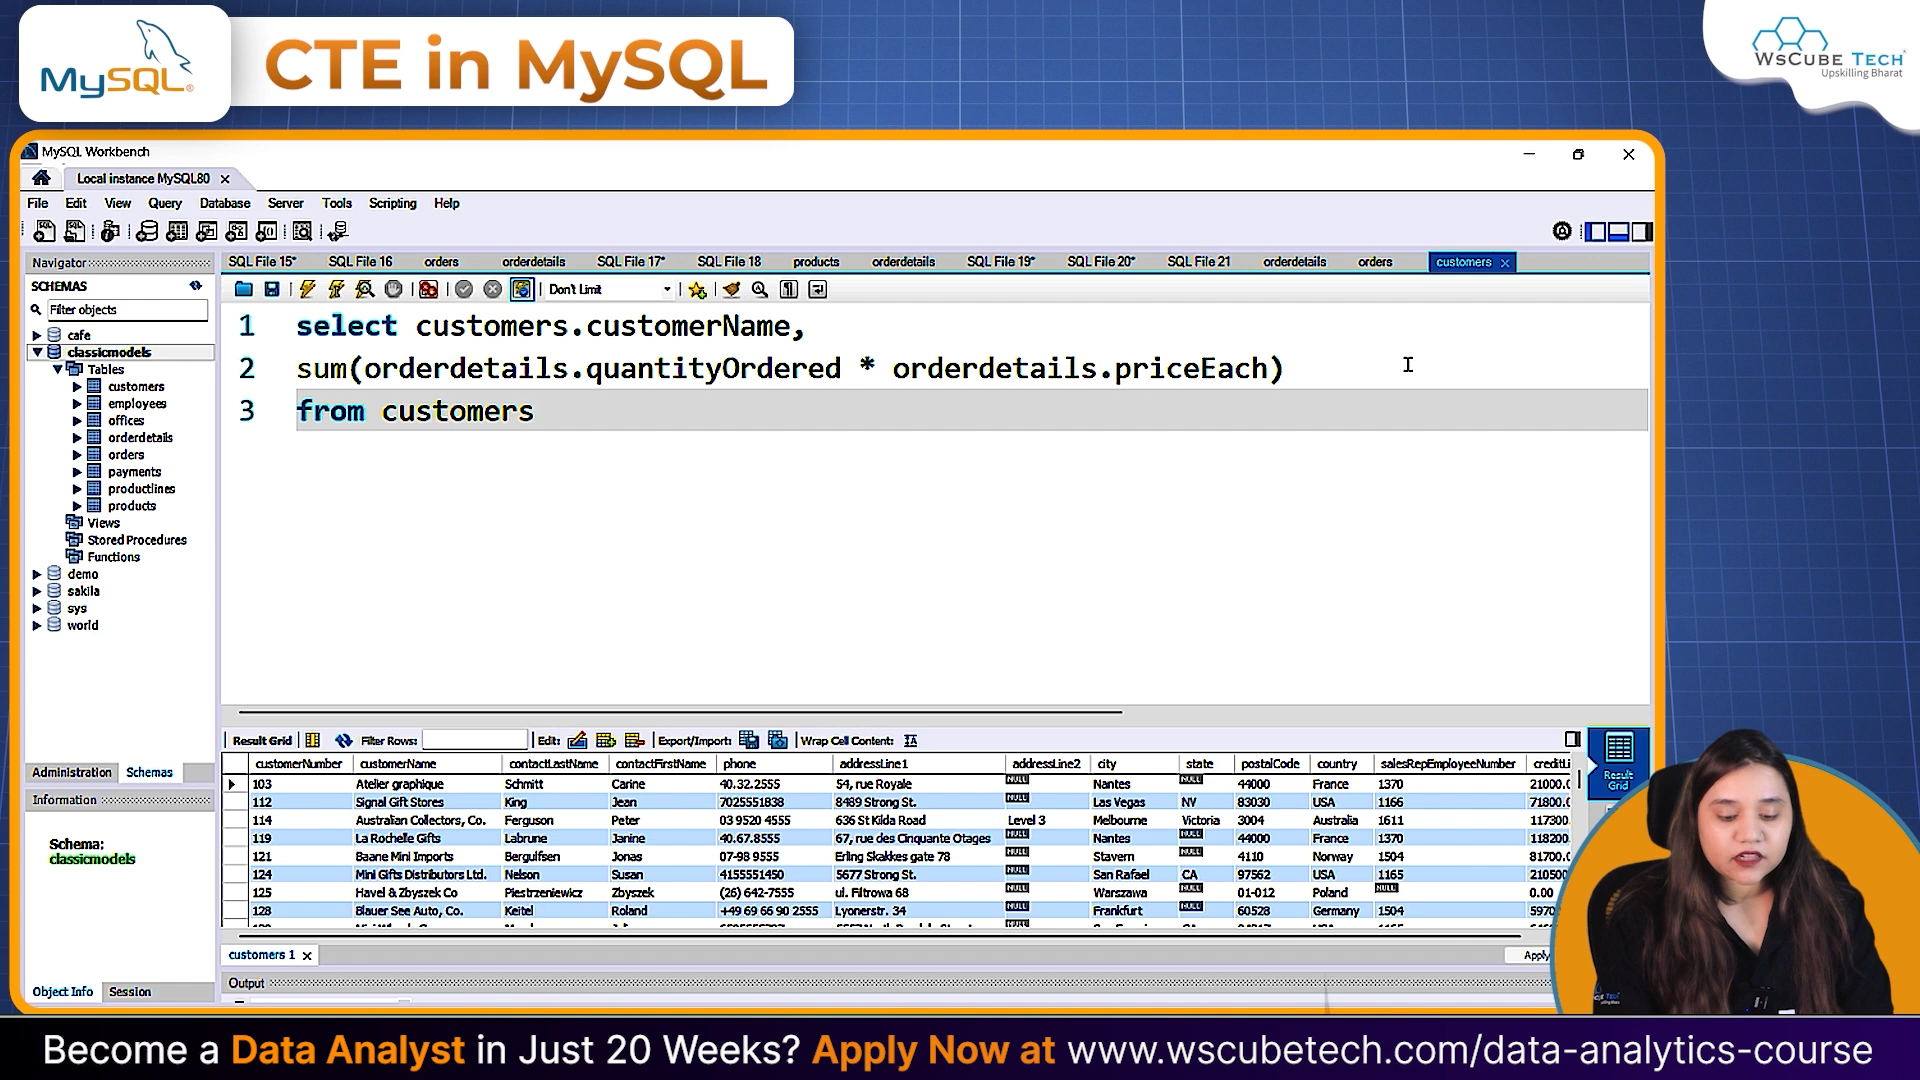 MySQL®
CTE in MySQL
WsCube Tech
Upskilling Bharat
MySQL Workbench
Local instance MySQL80
File Edit View Query Database Server Tools Scripting Help
Navigator
SQL File 15* SQL File 16 orders orderdetails SQL File 17* SQL File 18 products orderdetails SQL File 19* SQL File 20* SQL File 21 orderdetails orders customers
SCHEMAS
Don't Limit
Filter objects
cafe
classicmodels
Tables
customers
employees
offices
orderdetails
orders
payments
productlines
products
Views
Stored Procedures
Functions
demo
sakila
sys
world
1 select customers.customerName,
2 sum(orderdetails.quantityOrdered * orderdetails.priceEach)
3 from customers
Administration Schemas
Information
Schema:
classicmodels
Object Info Session
Result Grid Filter Rows: Edit: Export/Import: Wrap Cell Content:
customerNumber customerName contactLastName contactFirstName phone addressLine1 addressLine2 city state postalCode country salesRepEmployeeNumber creditLi
103 Atelier graphique Schmitt Carine 40.32.2555 54, rue Royale NULL Nantes NULL 44000 France 1370 21000.0
112 Signal Gift Stores King Jean 7025551838 8489 Strong St. NULL Las Vegas NV 83030 USA 1166 71800.0
114 Australian Collectors, Co. Ferguson Peter 03 9520 4555 636 St Kilda Road Level 3 Melbourne Victoria 3004 Australia 1611 117300.
119 La Rochelle Gifts Labrune Janine 40.67.8555 67, rue des Cinquante Otages NULL Nantes NULL 44000 France 1370 118200.
121 Baane Mini Imports Bergulfsen Jonas 07-98 9555 Erling Skakkes gate 78 NULL Stavern NULL 4110 Norway 1504 81700.0
124 Mini Gifts Distributors Ltd. Nelson Susan 4155551450 5677 Strong St. NULL San Rafael CA 97562 USA 1165 210500
125 Havel & Zbyszek Co Piestrzeniewicz Zbyszek (26) 642-7555 ul. Filtrowa 68 NULL Warszawa NULL 01-012 Poland NULL 0.00
128 Blauer See Auto, Co. Keitel Roland +49 69 66 90 2555 Lyonerstr. 34 NULL Frankfurt NULL 60528 Germany 1504 5970
Result
Grid
customers 1
Apply
Output
Become a Data Analyst in Just 20 Weeks? Apply Now at www.wscubetech.com/data-analytics-course